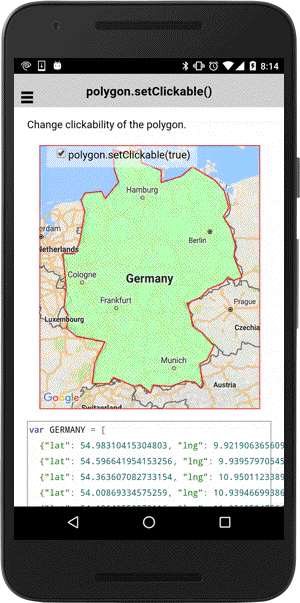 8:14
polygon.setClickable()
Change clickability of the polygon.
polygon.setClickable(true)
Hamburg
erdam
Berlin
Netherlands
Cologne
Germany
Frankfurt
Prague
Luxembourg
Czechia
Munich
Austria
Google
Switzerland
var GERMANY = [
{"lat": 54.98310415304803, "lng": 9.921906365609
{"lat": 54.596641954153256, "lng": 9.93957970545
{"lat": 54.363607082733154, "lng": 10.9501123389
{"lat": 54.00869334575259, "lng": 10.93946699386